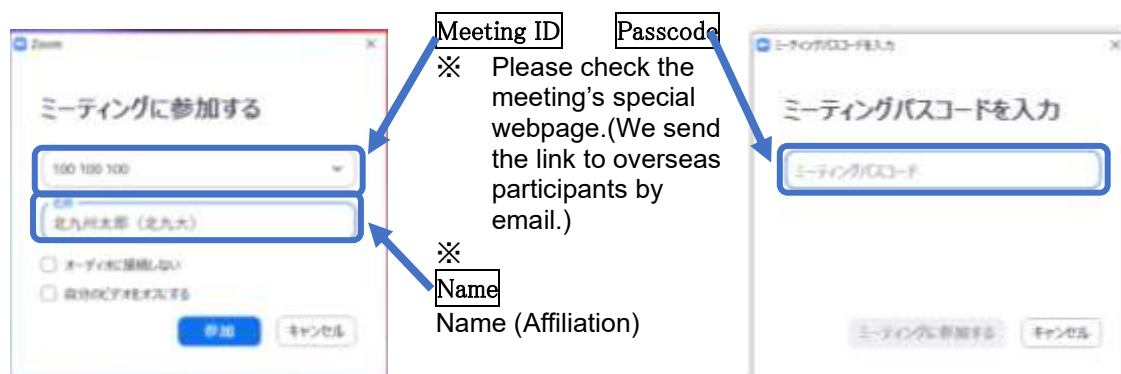 Zoom
ミーティングに参加する
100 100 100
名前
北九州太郎（北九大）
オーディオに接続しない
自分のビデオをオフにする
参加 キャンセル
Meeting ID Passcode
※ Please check the
meeting's special
webpage.(We send
the link to overseas
participants by
email.)
※
Name
Name (Affiliation)
ミーティングパスコードを入力
ミーティングパスコードを入力
ミーティングパスコード
ミーティングに参加する キャンセル